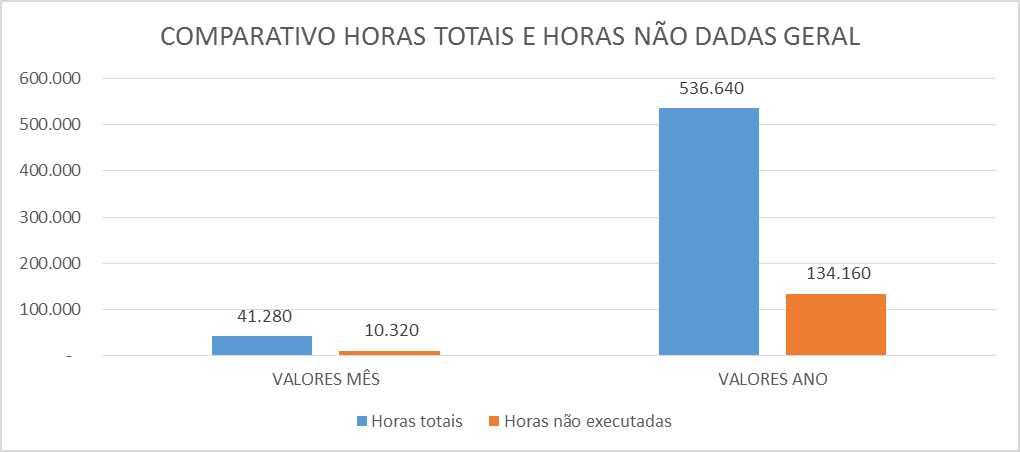 COMPARATIVO HORAS TOTAIS E HORAS NÃO DADAS GERAL
600.000
500.000
400.000
300.000
200.000
100.000
-
536.640
134.160
41.280
10.320
VALORES MÊS
VALORES ANO
Horas totais
Horas não executadas